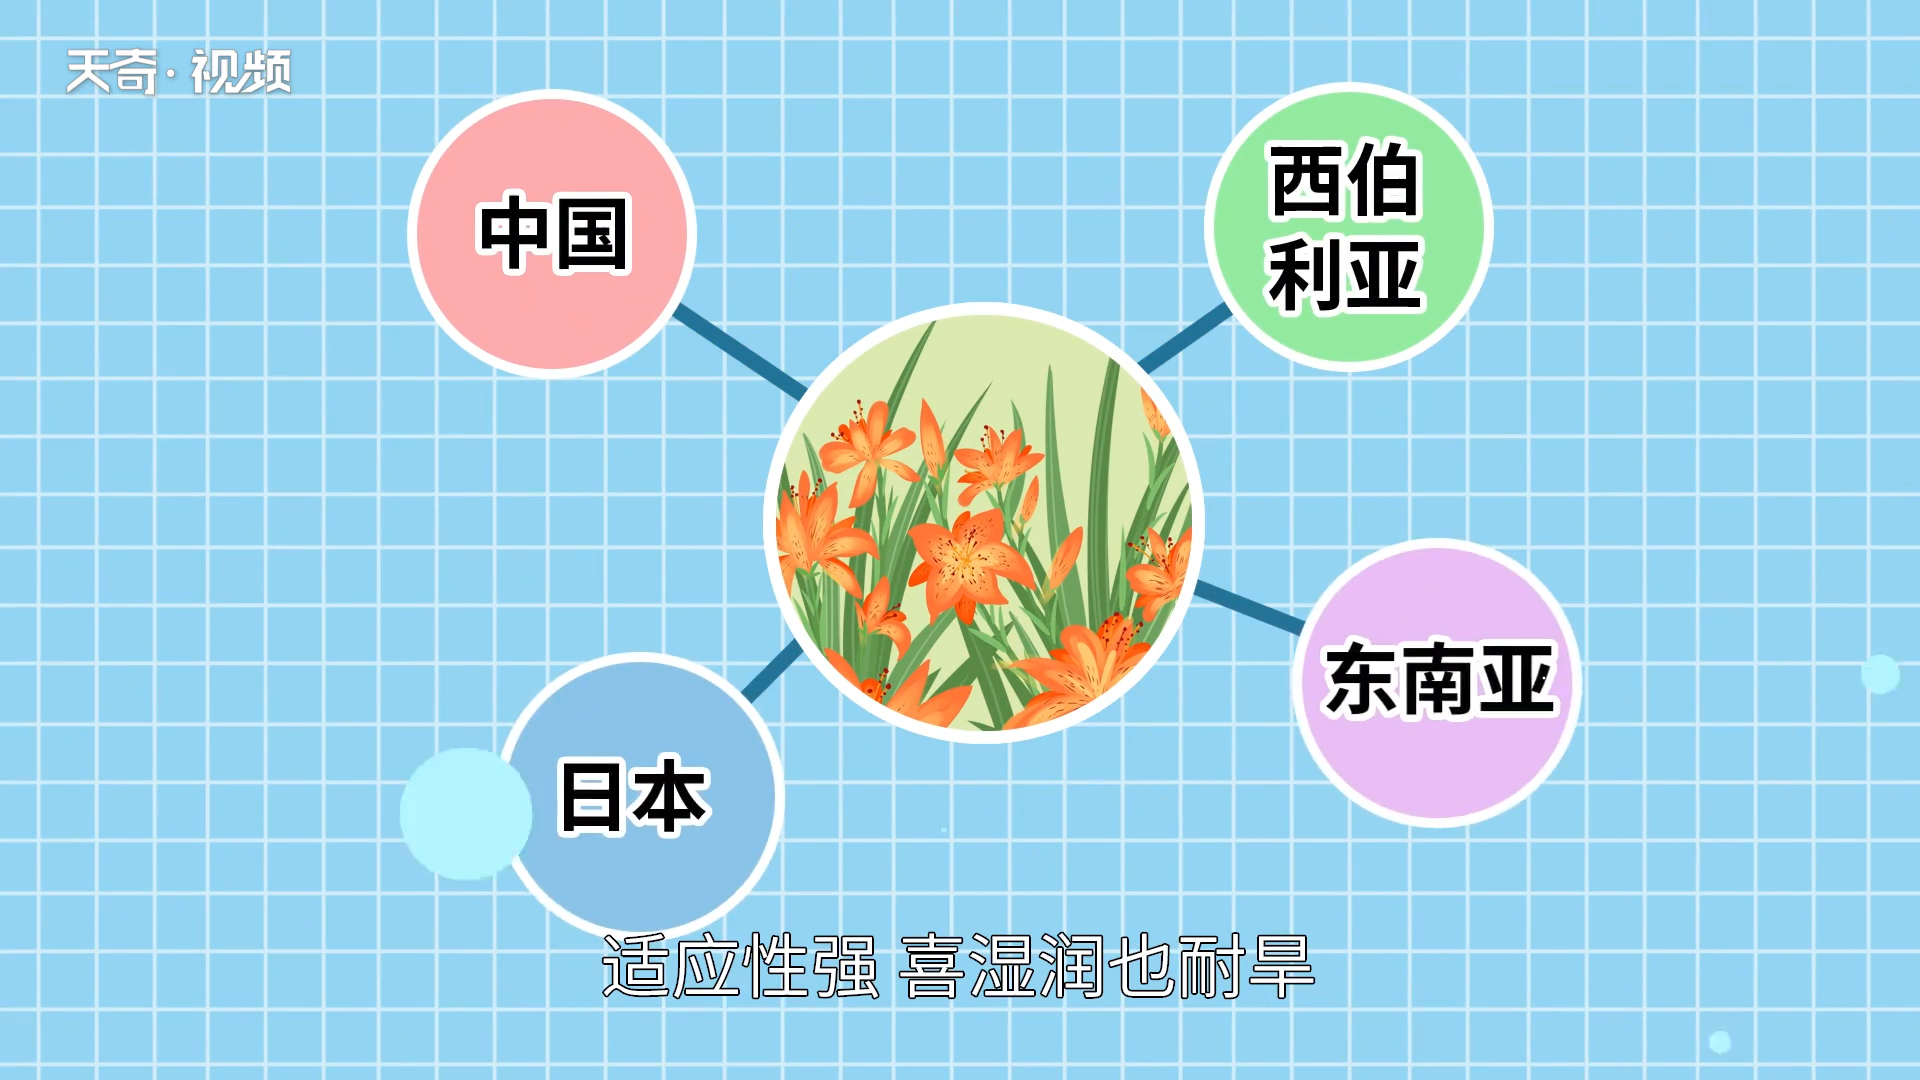 天奇·视频
中国
西伯
利亚
东南亚
日本
适应性强 喜湿润也耐旱